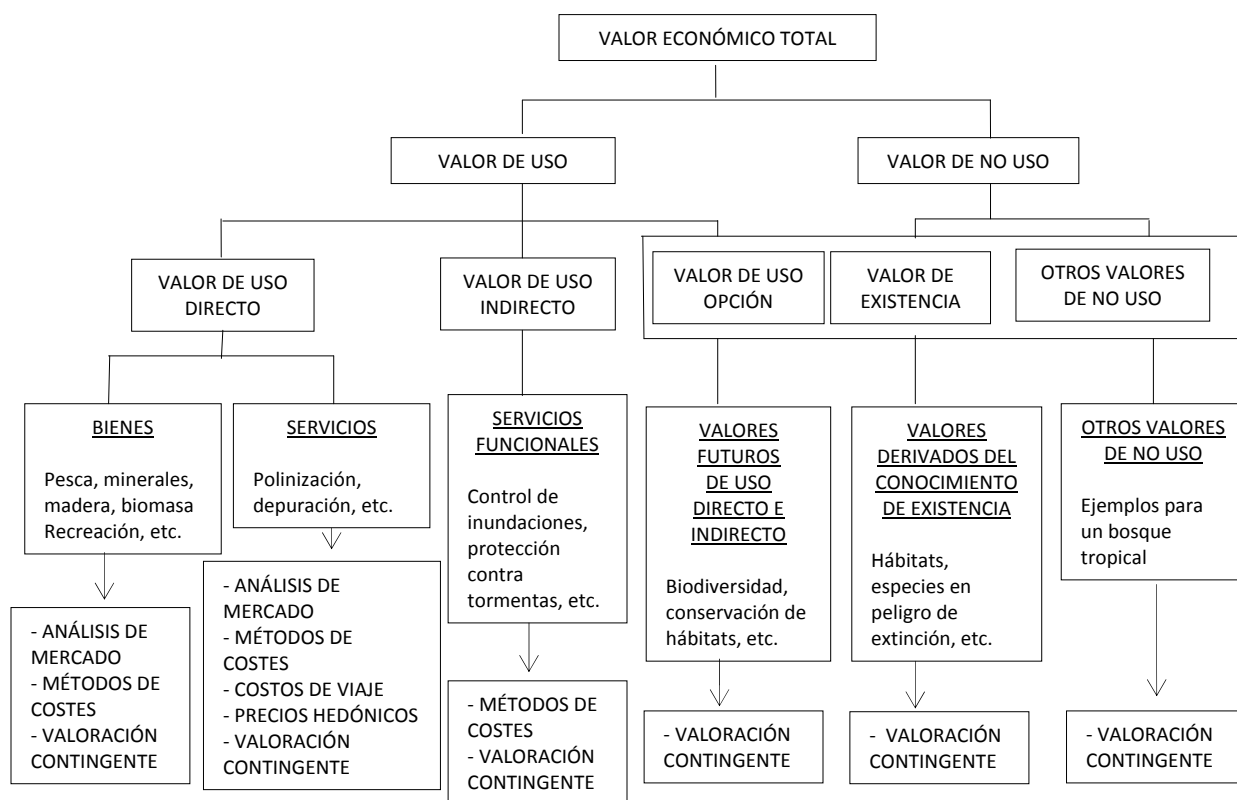 VALOR ECONÓMICO TOTAL
VALOR DE USO
VALOR DE NO USO
VALOR DE USO
DIRECTO
VALOR DE USO
INDIRECTO
VALOR DE USO
OPCIÓN
VALOR DE
EXISTENCIA
OTROS VALORES
DE NO USO
BIENES
Pesca, minerales,
madera, biomasa
Recreación, etc.
SERVICIOS
Polinización,
depuración, etc.
SERVICIOS
FUNCIONALES
Control de
inundaciones,
protección
contra
tormentas, etc.
VALORES
FUTUROS
DE USO
DIRECTO E
INDIRECTO
Biodiversidad,
conservación de
hábitats, etc.
VALORES
DERIVADOS DEL
CONOCIMIENTO
DE EXISTENCIA
Hábitats,
especies en
peligro de
extinción, etc.
OTROS VALORES
DE NO USO
Ejemplos para
un bosque
tropical
- ANÁLISIS DE
MERCADO
- MÉTODOS DE
COSTES
- VALORACIÓN
CONTINGENTE
- ANÁLISIS DE
MERCADO
- MÉTODOS DE
COSTES
- COSTOS DE VIAJE
- PRECIOS HEDÓNICOS
- VALORACIÓN
CONTINGENTE
- MÉTODOS DE
COSTES
- VALORACIÓN
CONTINGENTE
- VALORACIÓN
CONTINGENTE
- VALORACIÓN
CONTINGENTE
- VALORACIÓN
CONTINGENTE